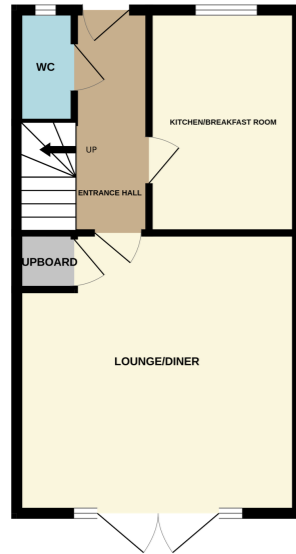 WC
KITCHEN/BREAKFAST ROOM
UP
ENTRANCE HALL
UPBOARD
LOUNGE/DINER